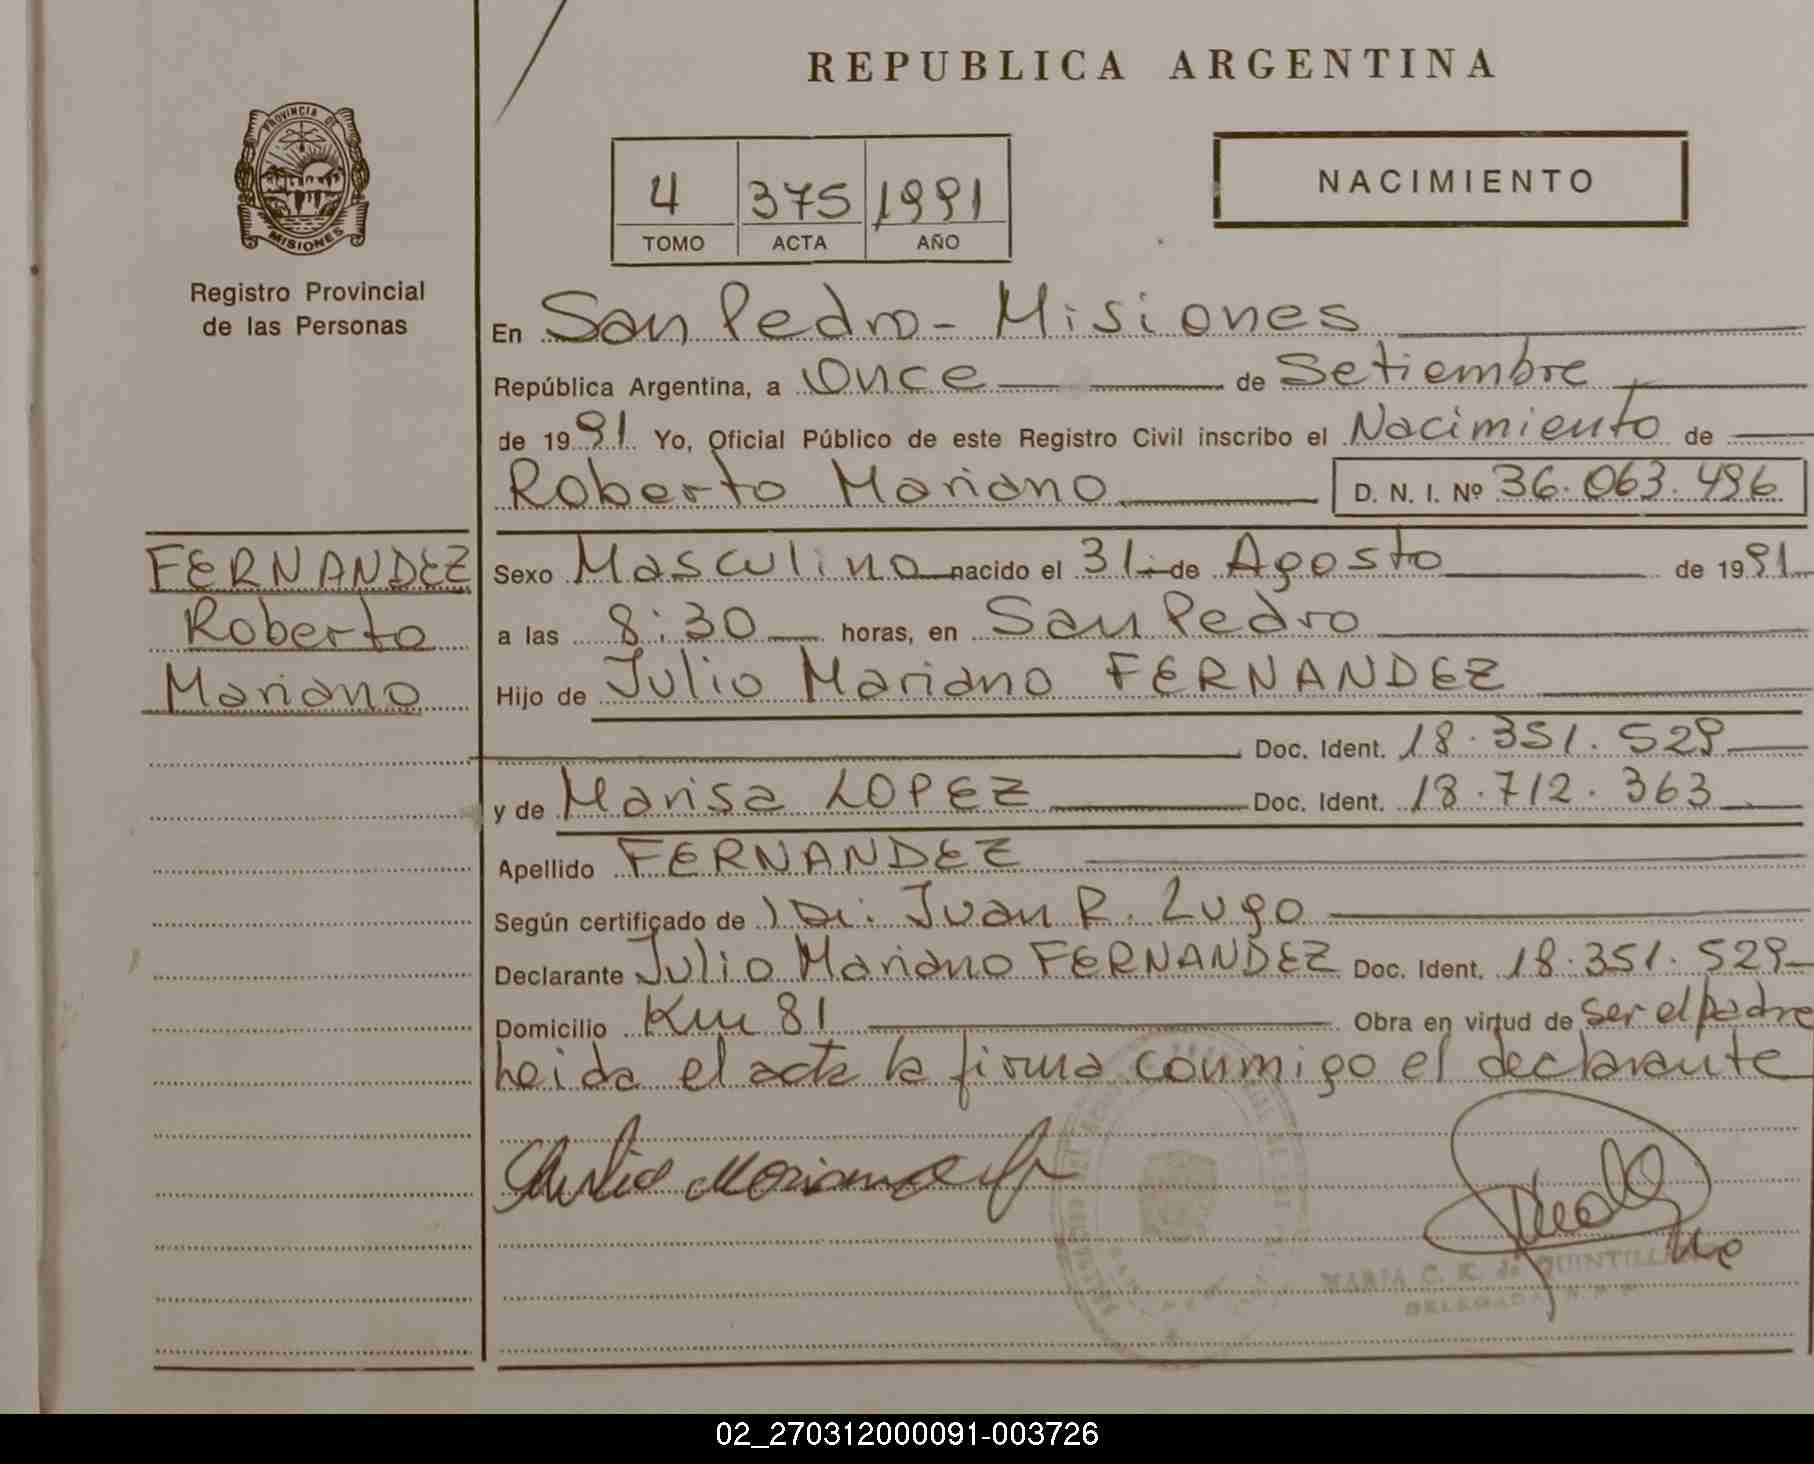 REPUBLICA ARGENTINA
PROVINCIA DE
MISIONES
Registro Provincial
de las Personas
4 375 1991
TOMO ACTA AÑO
NACIMIENTO
En San Pedro - Misiones
República Argentina, a Once de Setiembre
de 1991 Yo, Oficial Público de este Registro Civil inscribo el Nacimiento de
Roberto Mariano D. N. I. Nº 36.063.496
FERNANDEZ
Roberto
Mariano
Sexo Masculino nacido el 31 de Agosto de 1991
a las 8:30 horas, en San Pedro
Hijo de Julio Mariano FERNANDEZ
Doc. Ident. 18.351.529
y de Marisa LOPEZ Doc. Ident. 18.712.363
Apellido FERNANDEZ
Según certificado de Dr. Juan R. Lugo
Declarante Julio Mariano FERNANDEZ Doc. Ident. 18.351.529
Domicilio Km 81 Obra en virtud de ser el padre
Leida el acta la firma conmigo el declarante
Julio Mariano
MARIA C. K. de QUINTILL
DELEGADA
02_270312000091-003726